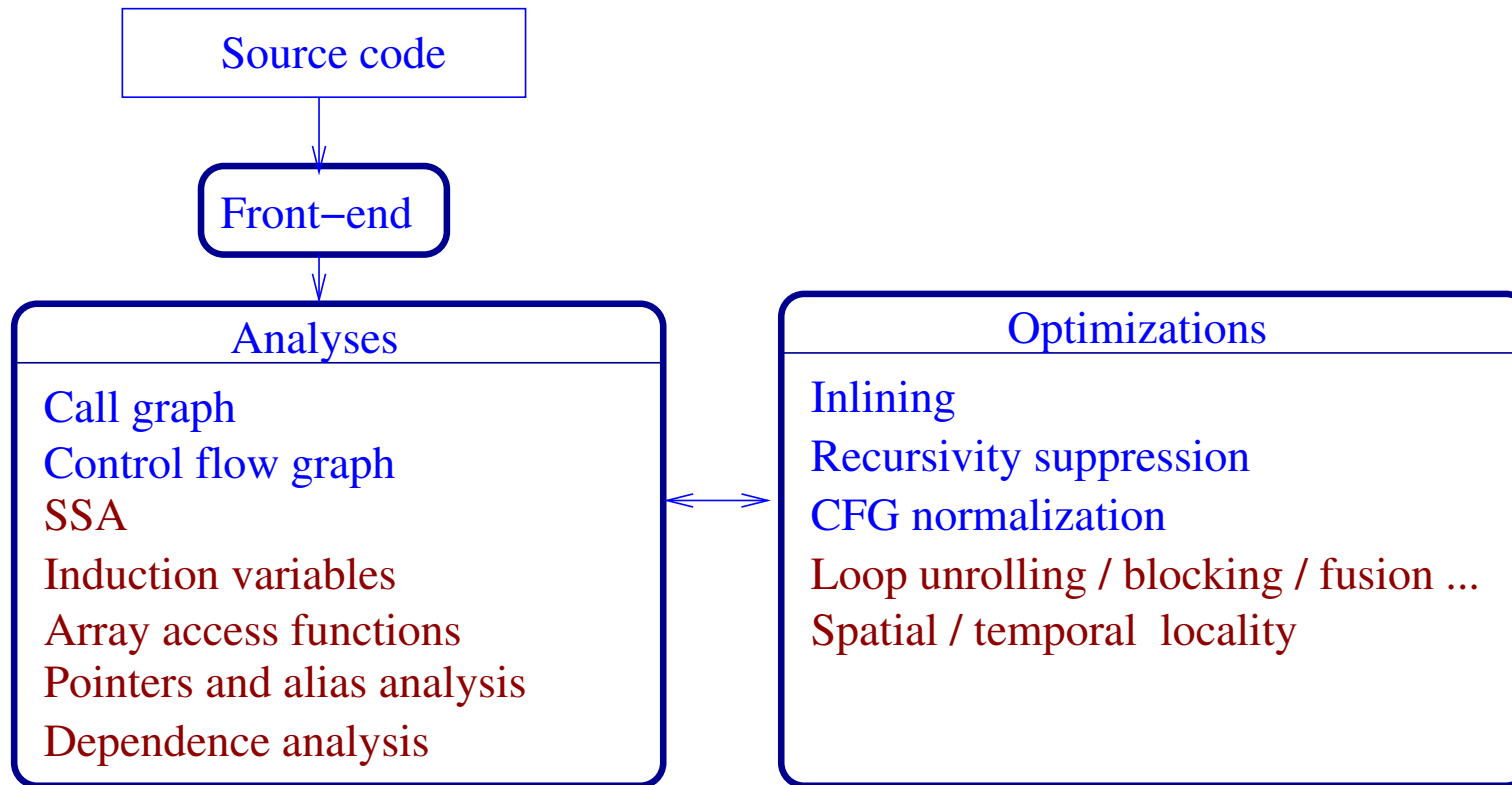 Source code
Front−end
Analyses
Call graph
Control flow graph
SSA
Induction variables
Array access functions
Pointers and alias analysis
Dependence analysis
Optimizations
Inlining
Recursivity suppression
CFG normalization
Loop unrolling / blocking / fusion ...
Spatial / temporal locality